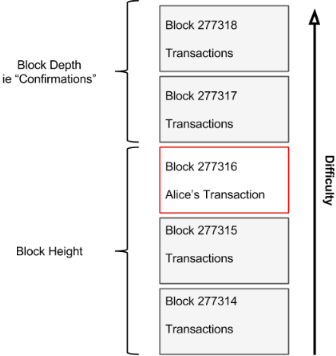 Block 277318
Transactions
Block Depth
ie “Confirmations”
Block 277317
Transactions
Block 277316
Alice’s Transaction
Block Height
Block 277315
Transactions
Block 277314
Transactions
Difficulty